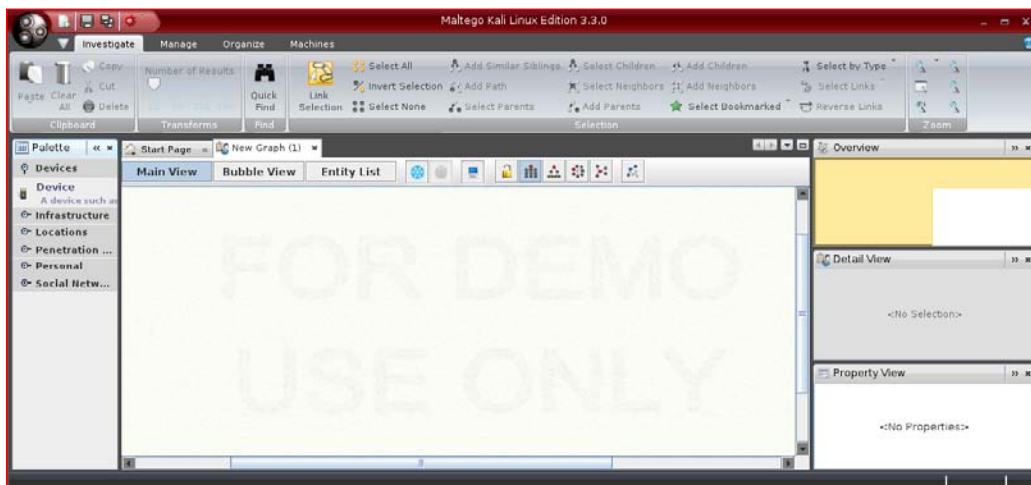 Maltego Kali Linux Edition 3.3.0
Investigate Manage Organize Machines
Copy
Cut
Paste Clear All Delete
Clipboard
Number of Results
Transforms
Quick Find
Find
Link Selection
Select All Add Similar Siblings Select Children Add Children Select by Type
Invert Selection Add Path Select Neighbors Add Neighbors Select Links
Select None Select Parents Add Parents Select Bookmarked Reverse Links
Selection
Zoom
Palette
Start Page New Graph (1)
Overview
Devices
Main View Bubble View Entity List
Device
A device such as
Infrastructure
Locations
Penetration ...
Personal
Social Netw...
FOR DEMO
USE ONLY
Detail View
<No Selection>
Property View
<No Properties>